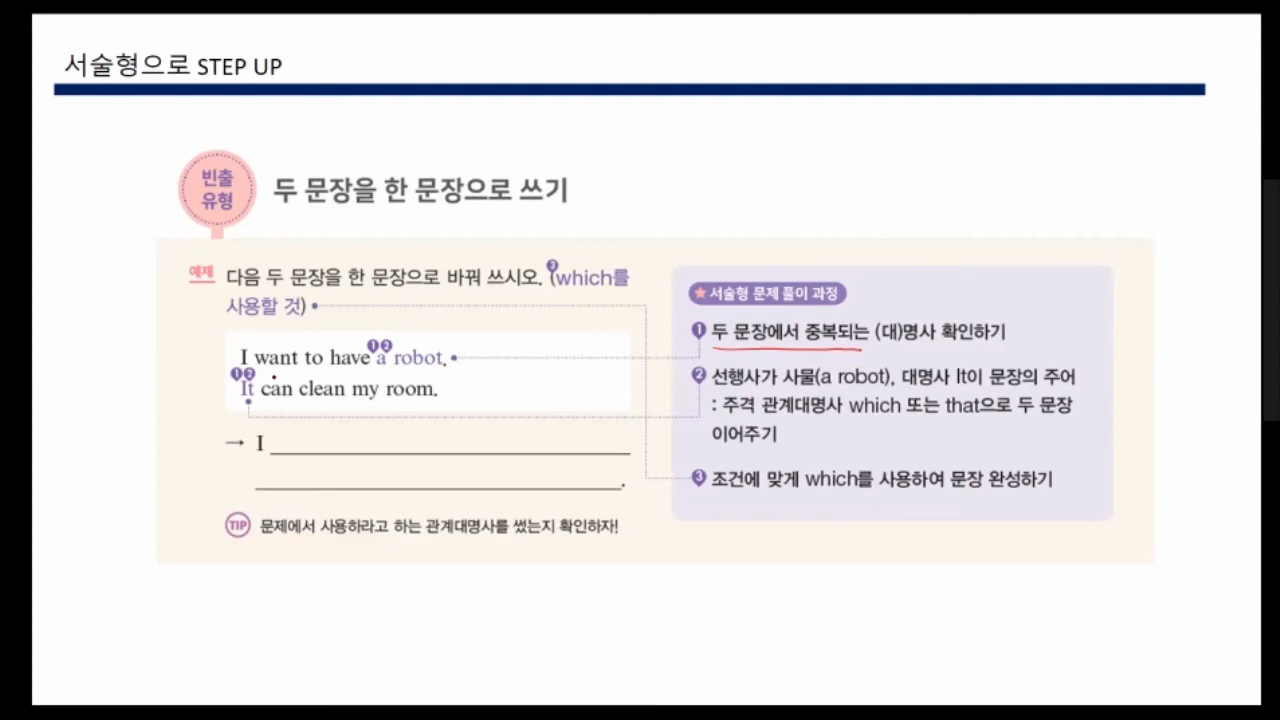 서술형으로 STEP UP
빈출
유형
두 문장을 한 문장으로 쓰기
예제 다음 두 문장을 한 문장으로 바꿔 쓰시오. ❸(which를
사용할 것)
I want to have ❶❷a robot.
❶❷It can clean my room.
→ I
.
TIP 문제에서 사용하라고 하는 관계대명사를 썼는지 확인하자!
★ 서술형 문제 풀이 과정
❶ 두 문장에서 중복되는 (대)명사 확인하기
❷ 선행사가 사물(a robot), 대명사 It이 문장의 주어
: 주격 관계대명사 which 또는 that으로 두 문장
이어주기
❸ 조건에 맞게 which를 사용하여 문장 완성하기